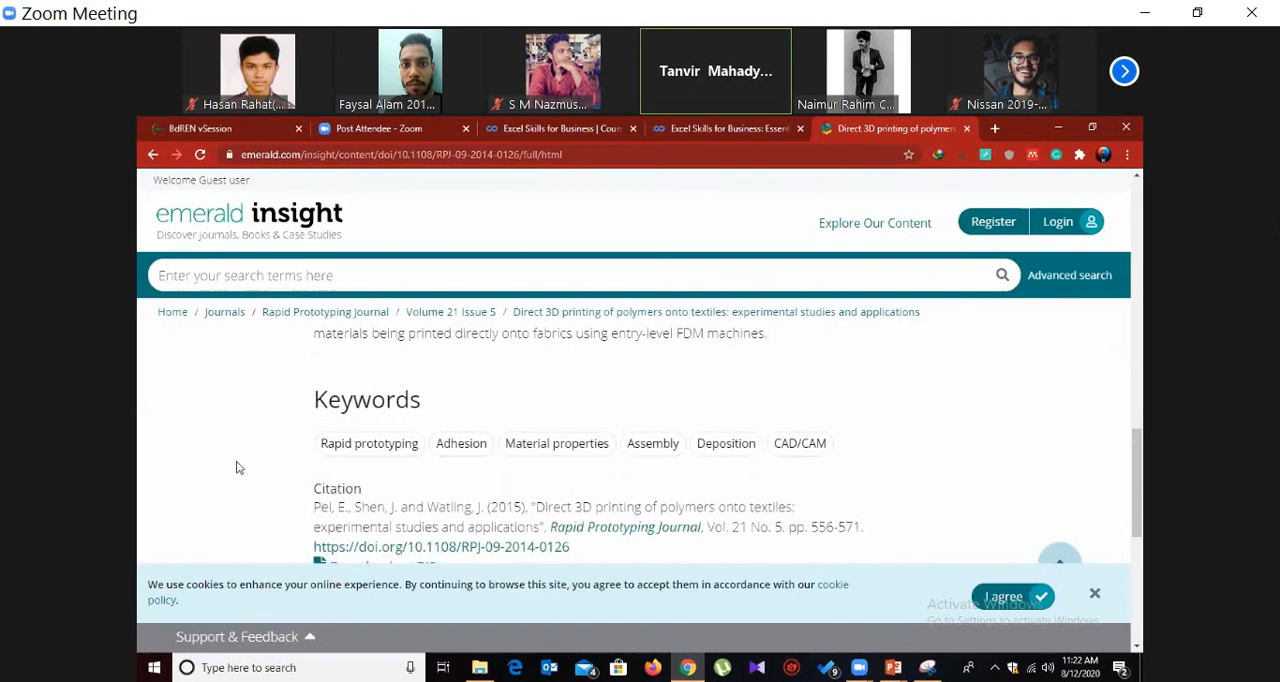 Zoom Meeting
Hasan Rahat(...
Faysal Alam 201...
S M Nazmus...
Tanvir Mahady...
Naimur Rahim C...
Nissan 2019-...
BdREN vSession
Post Attendee - Zoom
Excel Skills for Business | Cour
Excel Skills for Business: Essent
Direct 3D printing of polymers
emerald.com/insight/content/doi/10.1108/RPJ-09-2014-0126/full/html
Welcome Guest user
emerald insight
Discover Journals, Books & Case Studies
Explore Our Content
Register
Login
Enter your search terms here
Advanced search
Home / Journals / Rapid Prototyping Journal / Volume 21 Issue 5 / Direct 3D printing of polymers onto textiles: experimental studies and applications
materials being printed directly onto fabrics using entry-level FDM machines.
Keywords
Rapid prototyping
Adhesion
Material properties
Assembly
Deposition
CAD/CAM
Citation
Pei, E., Shen, J. and Watling, J. (2015), "Direct 3D printing of polymers onto textiles:
experimental studies and applications", Rapid Prototyping Journal, Vol. 21 No. 5, pp. 556-571.
https://doi.org/10.1108/RPJ-09-2014-0126
We use cookies to enhance your online experience. By continuing to browse this site, you agree to accept them in accordance with our cookie
policy.
I agree
Activate Windows
Go to Settings to activate Windows.
Support & Feedback
Type here to search
4
9
11:22 AM
8/12/2020
2